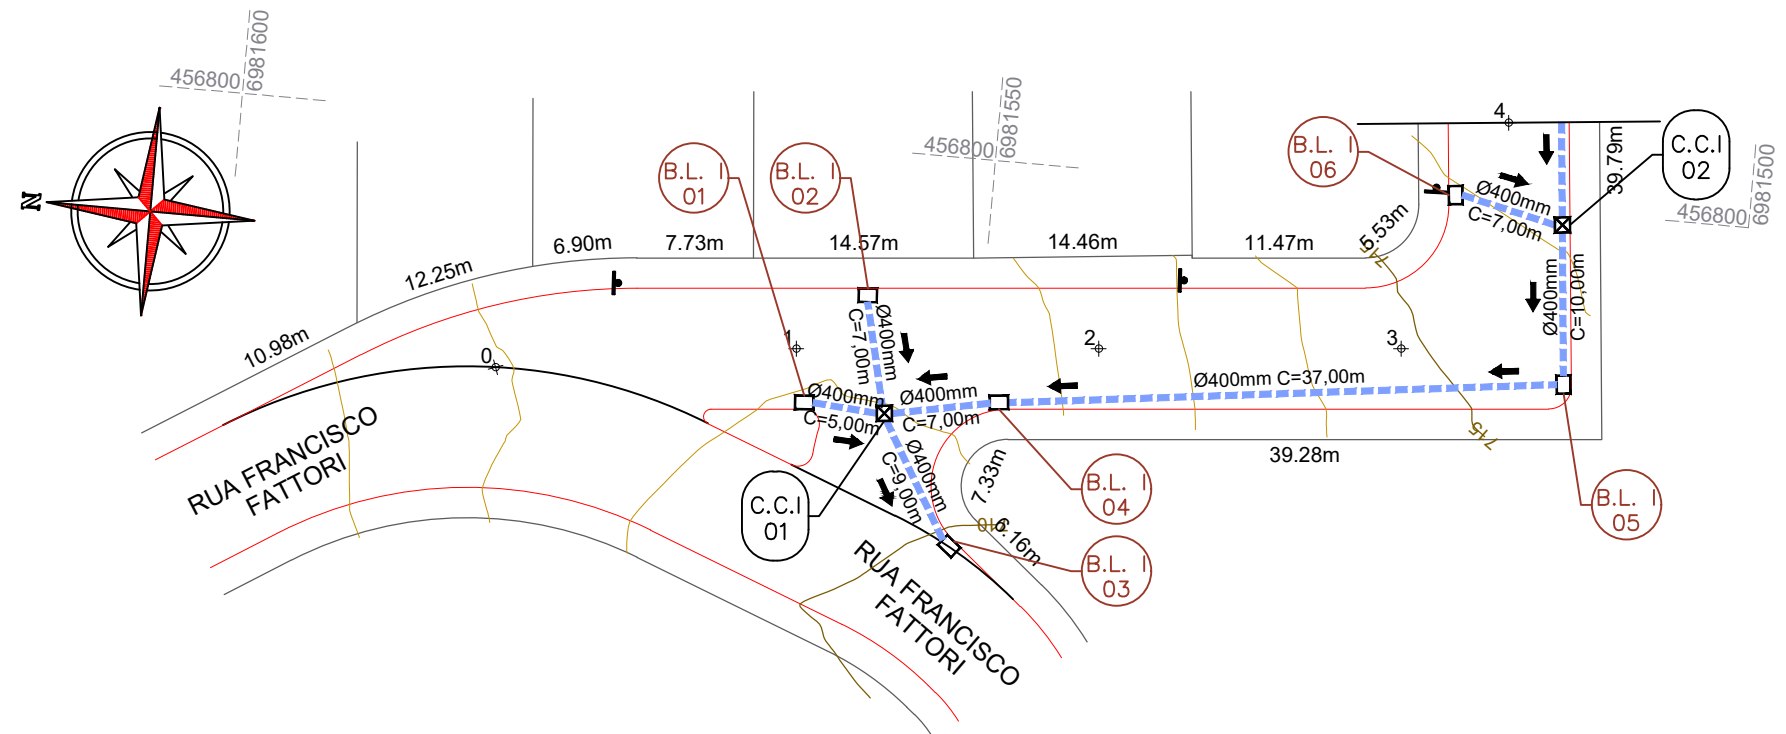 456800
6981600
456800
6981550
456800
6981500
N
B.L. I
01
B.L. I
02
B.L. I
06
4
C.C.I
02
39.79m
Ø400mm
C=7,00m
5.53m
715
6.90m
7.73m
14.57m
14.46m
11.47m
12.25m
10.98m
0
1
2
3
Ø400mm
C=7,00m
Ø400mm
C=10,00m
Ø400mm C=37,00m
Ø400mm
C=5,00m
Ø400mm
C=7,00m
Ø400mm
C=9,00m
RUA FRANCISCO
FATTORI
715
39.28m
7.33m
6.16m
710
C.C.I
01
B.L. I
04
B.L. I
05
B.L. I
03
RUA FRANCISCO
FATTORI